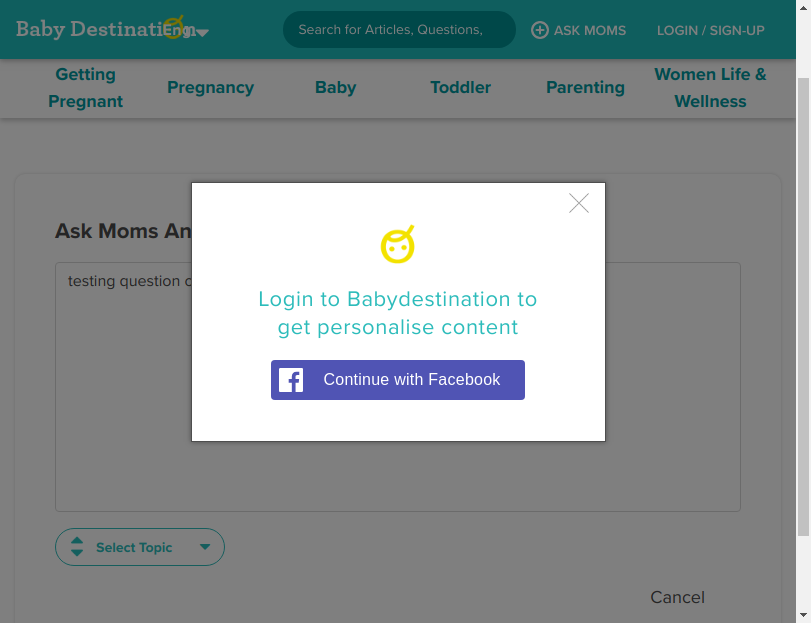 Baby Destination
Eng
Search for Articles, Questions,
ASK MOMS
LOGIN / SIGN-UP
Getting
Pregnant
Pregnancy
Baby
Toddler
Parenting
Women Life &
Wellness
Ask Moms An
testing question
Login to Babydestination to
get personalise content
Continue with Facebook
Select Topic
Cancel